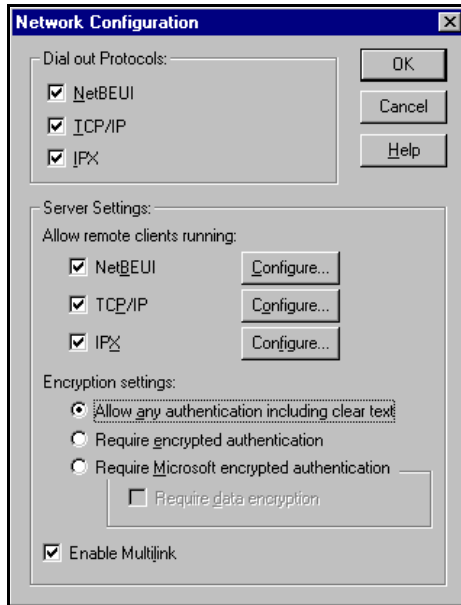 Network Configuration
Dial out Protocols:
NetBEUI
TCP/IP
IPX
OK
Cancel
Help
Server Settings:
Allow remote clients running:
NetBEUI Configure...
TCP/IP Configure...
IPX Configure...
Encryption settings:
Allow any authentication including clear text
Require encrypted authentication
Require Microsoft encrypted authentication
Require data encryption
Enable Multilink